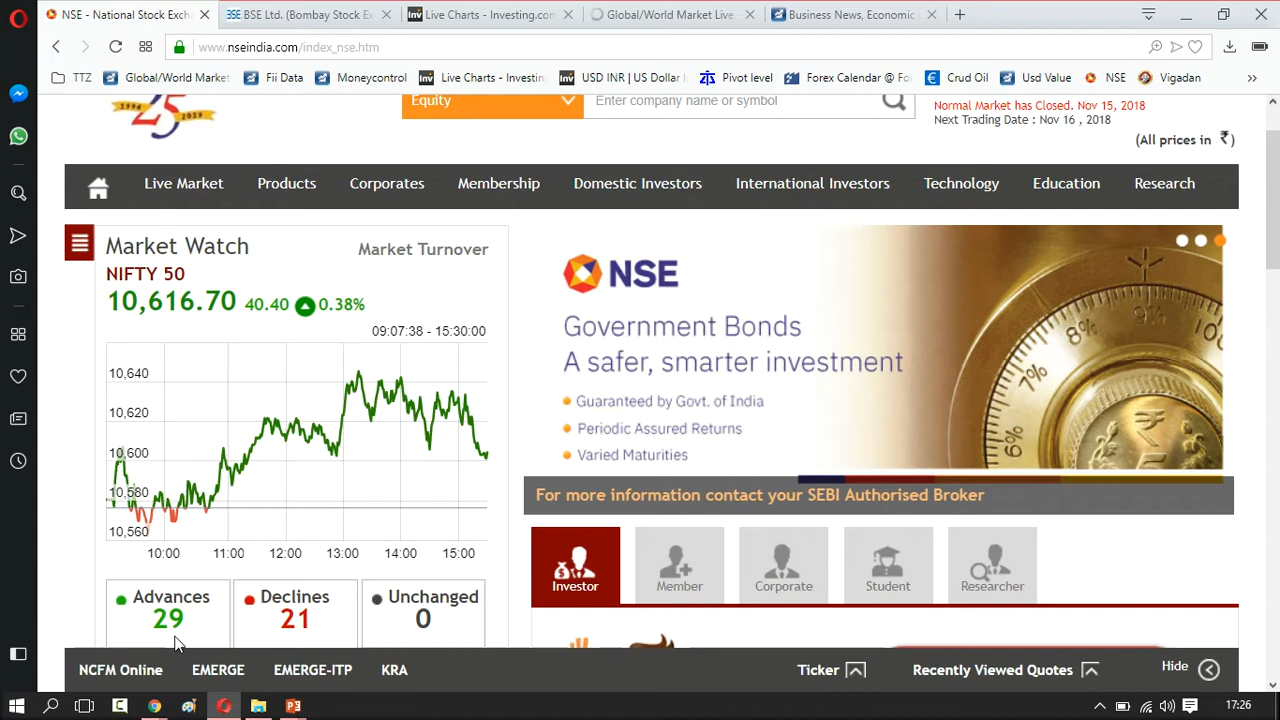 NSE - National Stock Exch
BSE Ltd. (Bombay Stock Ex
Live Charts - Investing.com
Global/World Market Live,
Business News, Economic
www.nseindia.com/index_nse.htm
TTZ
Global/World Market
Fii Data
Moneycontrol
Live Charts - Investing
USD INR | US Dollar
Pivot level
Forex Calendar @ Fo
Crud Oil
Usd Value
NSE
Vigadan
1994
25
Equity
Enter company name or symbol
Normal Market has Closed. Nov 15, 2018
Next Trading Date : Nov 16 , 2018
(All prices in ₹)
Live Market
Products
Corporates
Membership
Domestic Investors
International Investors
Technology
Education
Research
Market Watch
Market Turnover
NIFTY 50
10,616.70 40.40 0.38%
09:07:38 - 15:30:00
10,640
10,620
10,600
10,580
10,560
10:00 11:00 12:00 13:00 14:00 15:00
Advances
29
Declines
21
Unchanged
0
NSE
Government Bonds
A safer, smarter investment
Guaranteed by Govt. of India
Periodic Assured Returns
Varied Maturities
6%
7%
8%
9%
₹
For more information contact your SEBI Authorised Broker
Investor
Member
Corporate
Student
Researcher
NCFM Online
EMERGE
EMERGE-ITP
KRA
Ticker
Recently Viewed Quotes
Hide
17:26